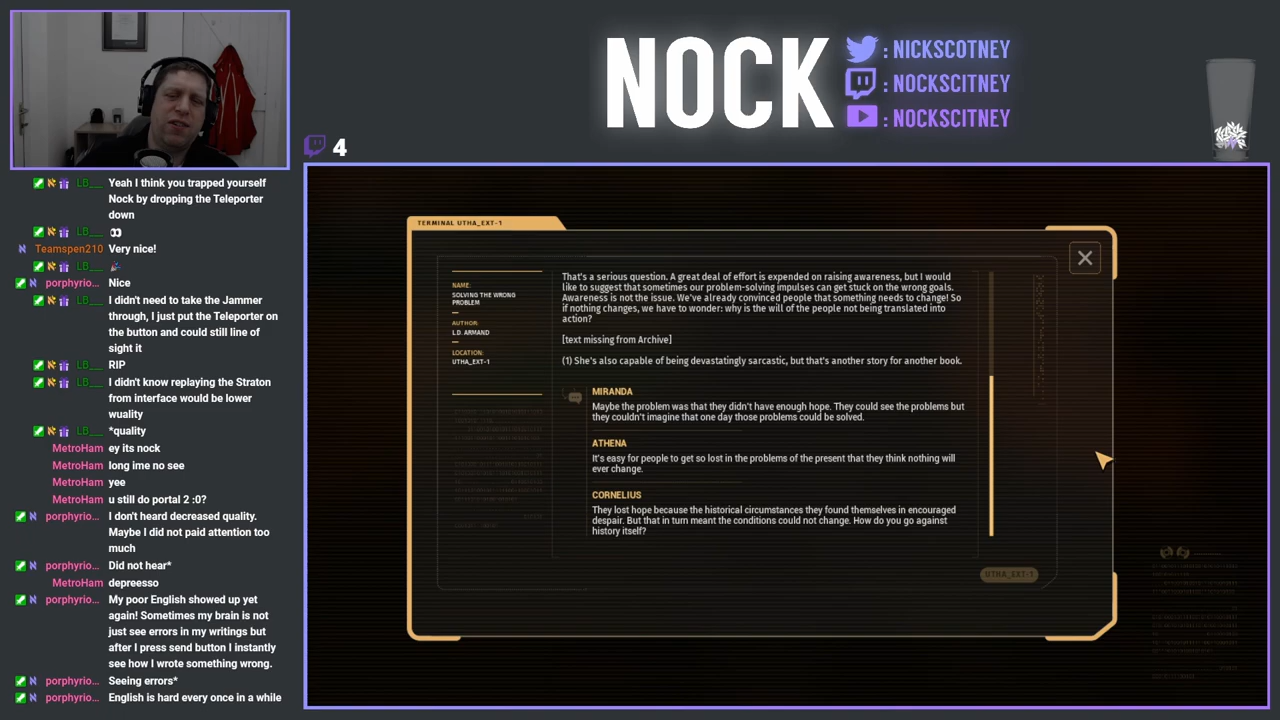 NOCK
: NICKSCOTNEY
: NOCKSCITNEY
: NOCKSCITNEY
4
LB__ Yeah I think you trapped yourself
Nock by dropping the Teleporter
down
LB__
Teamspen210 Very nice!
LB__
porphyrio... Nice
LB__ I didn't need to take the Jammer
through, I just put the Teleporter on
the button and could still line of
sight it
LB__ RIP
LB__ I didn't know replaying the Straton
from interface would be lower
wuality
LB__ *quality
MetroHam ey its nock
MetroHam long ime no see
MetroHam yee
MetroHam u still do portal 2 :0?
porphyrio... I don't heard decreased quality.
Maybe I did not paid attention too
much
porphyrio... Did not hear*
MetroHam depreesso
porphyrio... My poor English showed up yet
again! Sometimes my brain is not
just see errors in my writings but
after I press send button I instantly
see how I wrote something wrong.
porphyrio... Seeing errors*
porphyrio... English is hard every once in a while
TERMINAL UTHA_EXT-1
NAME:
SOLVING THE WRONG
PROBLEM
AUTHOR:
L.D. ARMAND
LOCATION:
UTHA_EXT-1
That's a serious question. A great deal of effort is expended on raising awareness, but I would
like to suggest that sometimes our problem-solving impulses can get stuck on the wrong goals.
Awareness is not the issue. We've already convinced people that something needs to change! So
if nothing changes, we have to wonder: why is the will of the people not being translated into
action?
[text missing from Archive]
(1) She's also capable of being devastatingly sarcastic, but that's another story for another book.
MIRANDA
Maybe the problem was that they didn't have enough hope. They could see the problems but
they couldn't imagine that one day those problems could be solved.
ATHENA
It's easy for people to get so lost in the problems of the present that they think nothing will
ever change.
CORNELIUS
They lost hope because the historical circumstances they found themselves in encouraged
despair. But that in turn meant the conditions could not change. How do you go against
history itself?
UTHA_EXT-1